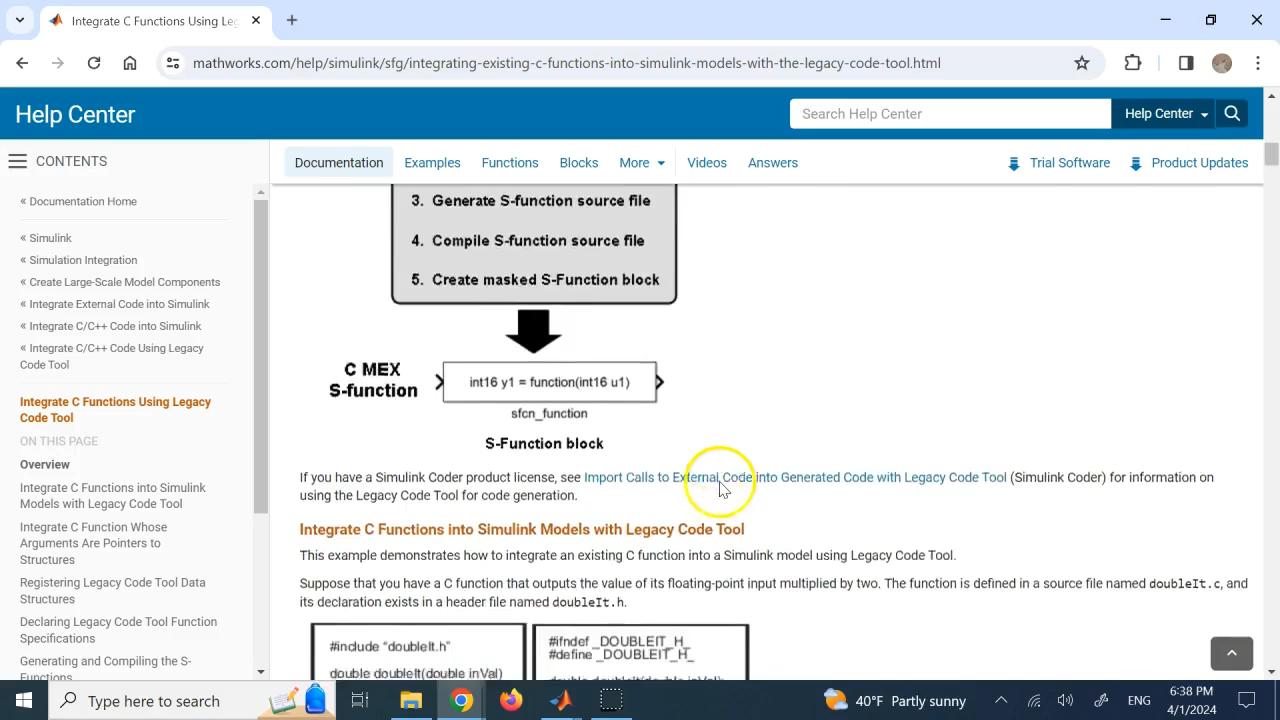 Integrate C Functions Using Leg
mathworks.com/help/simulink/sfg/integrating-existing-c-functions-into-simulink-models-with-the-legacy-code-tool.html
Help Center
Search Help Center
Help Center
CONTENTS
Documentation
Examples
Functions
Blocks
More
Videos
Answers
Trial Software
Product Updates
« Documentation Home
« Simulink
« Simulation Integration
« Create Large-Scale Model Components
« Integrate External Code into Simulink
« Integrate C/C++ Code into Simulink
« Integrate C/C++ Code Using Legacy
Code Tool
Integrate C Functions Using Legacy
Code Tool
ON THIS PAGE
Overview
Integrate C Functions into Simulink
Models with Legacy Code Tool
Integrate C Function Whose
Arguments Are Pointers to
Structures
Registering Legacy Code Tool Data
Structures
Declaring Legacy Code Tool Function
Specifications
Generating and Compiling the S-
Functions
3. Generate S-function source file
4. Compile S-function source file
5. Create masked S-Function block
C MEX
S-function
int16 y1 = function(int16 u1)
sfcn_function
S-Function block
If you have a Simulink Coder product license, see Import Calls to External Code into Generated Code with Legacy Code Tool (Simulink Coder) for information on
using the Legacy Code Tool for code generation.
Integrate C Functions into Simulink Models with Legacy Code Tool
This example demonstrates how to integrate an existing C function into a Simulink model using Legacy Code Tool.
Suppose that you have a C function that outputs the value of its floating-point input multiplied by two. The function is defined in a source file named doubleIt.c, and
its declaration exists in a header file named doubleIt.h.
#include "doubleIt.h"
double doubleIt(double inVal)
#ifndef _DOUBLEIT_H_
#define _DOUBLEIT_H_
double doubleIt(double inVal);
Type here to search
40°F Partly sunny
ENG
6:38 PM
4/1/2024